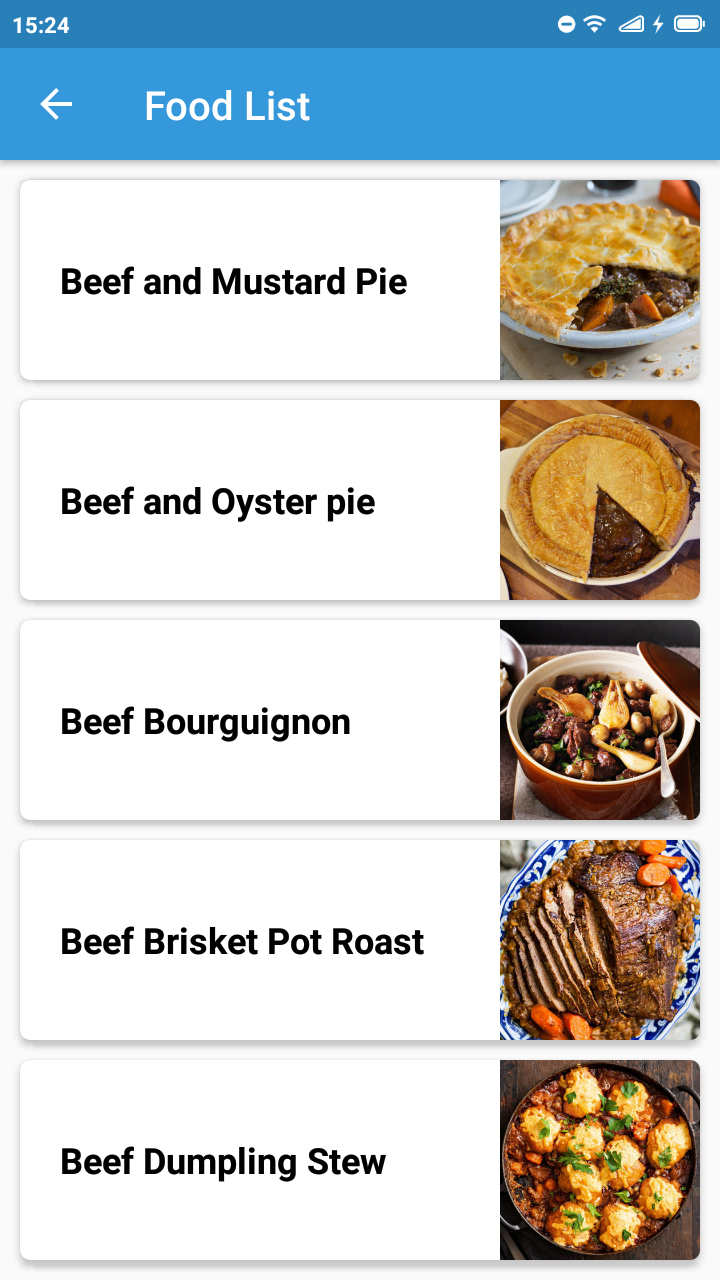 15:24
Food List
Beef and Mustard Pie
Beef and Oyster pie
Beef Bourguignon
Beef Brisket Pot Roast
Beef Dumpling Stew